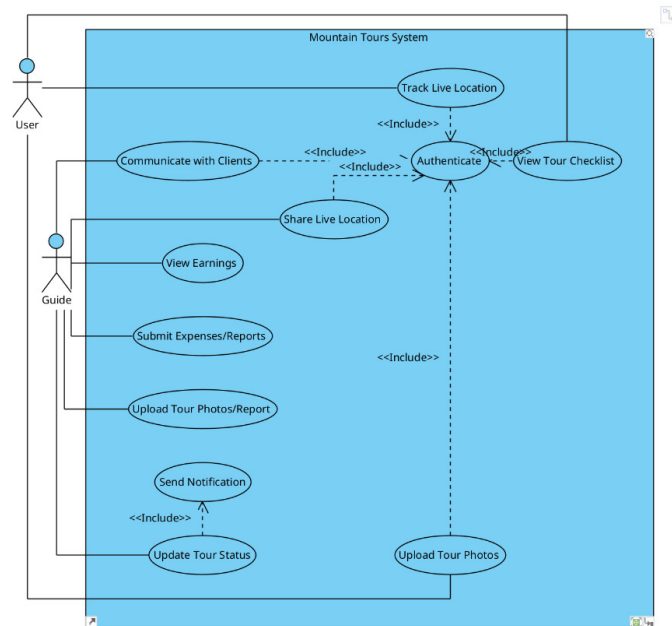 Mountain Tours System
User
Track Live Location
<<Include>>
Communicate with Clients
<<Include>>
Authenticate
<<Include>>
View Tour Checklist
<<Include>>
Share Live Location
Guide
View Earnings
Submit Expenses/Reports
<<Include>>
Upload Tour Photos/Report
Send Notification
<<Include>>
Update Tour Status
Upload Tour Photos